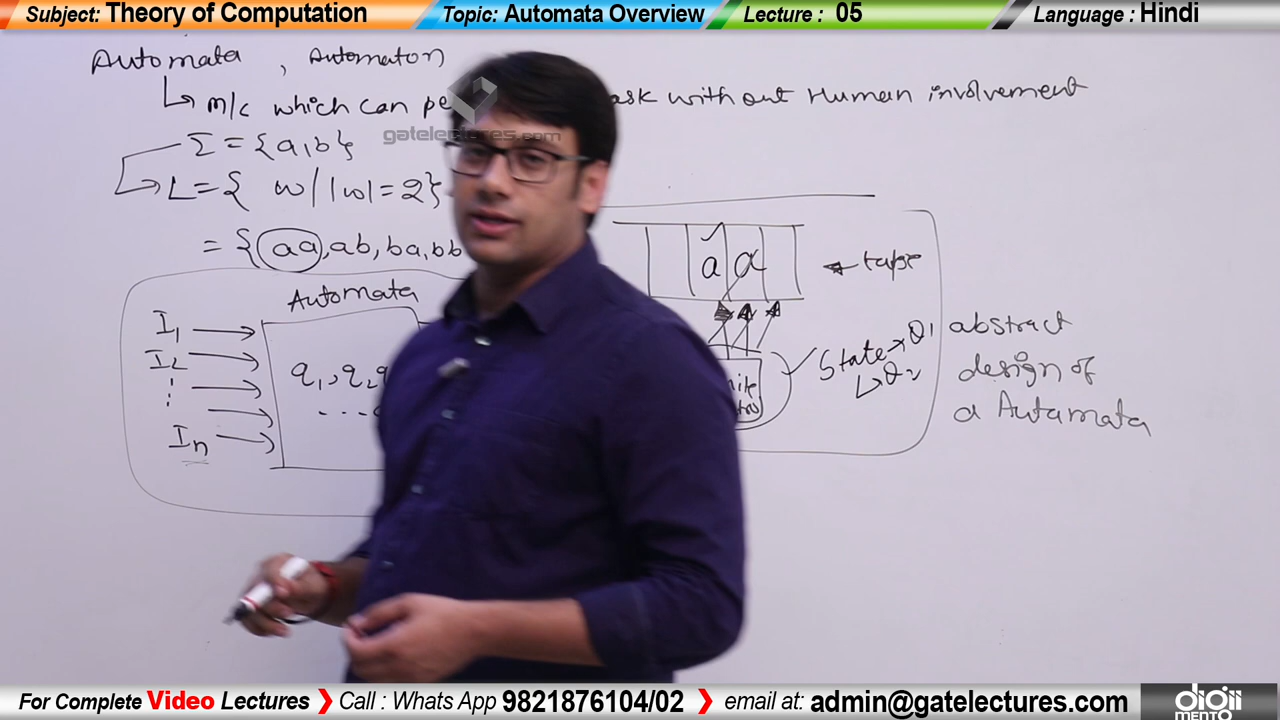 Subject: Theory of Computation Topic: Automata Overview Lecture : 05 Language : Hindi
Automata , Automaton
m/c which can pe ask without Human involvement
gatelectures.com
Σ = {a,b}
L = { w/|w|=2}
= { aa, ab, ba, bb
a a tape
Automata
I1
I2
In
q1, q2 q
...
State Q1
Q2
abstract
design of
a Automata
For Complete Video Lectures Call : Whats App 9821876104/02 email at: admin@gatelectures.com
digii
MENTO